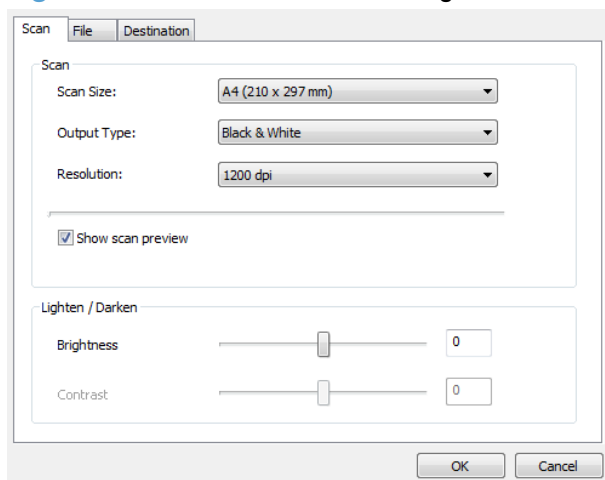 Scan File Destination
Scan
Scan Size: A4 (210 x 297 mm)
Output Type: Black & White
Resolution: 1200 dpi
Show scan preview
Lighten / Darken
Brightness 0
Contrast 0
OK Cancel